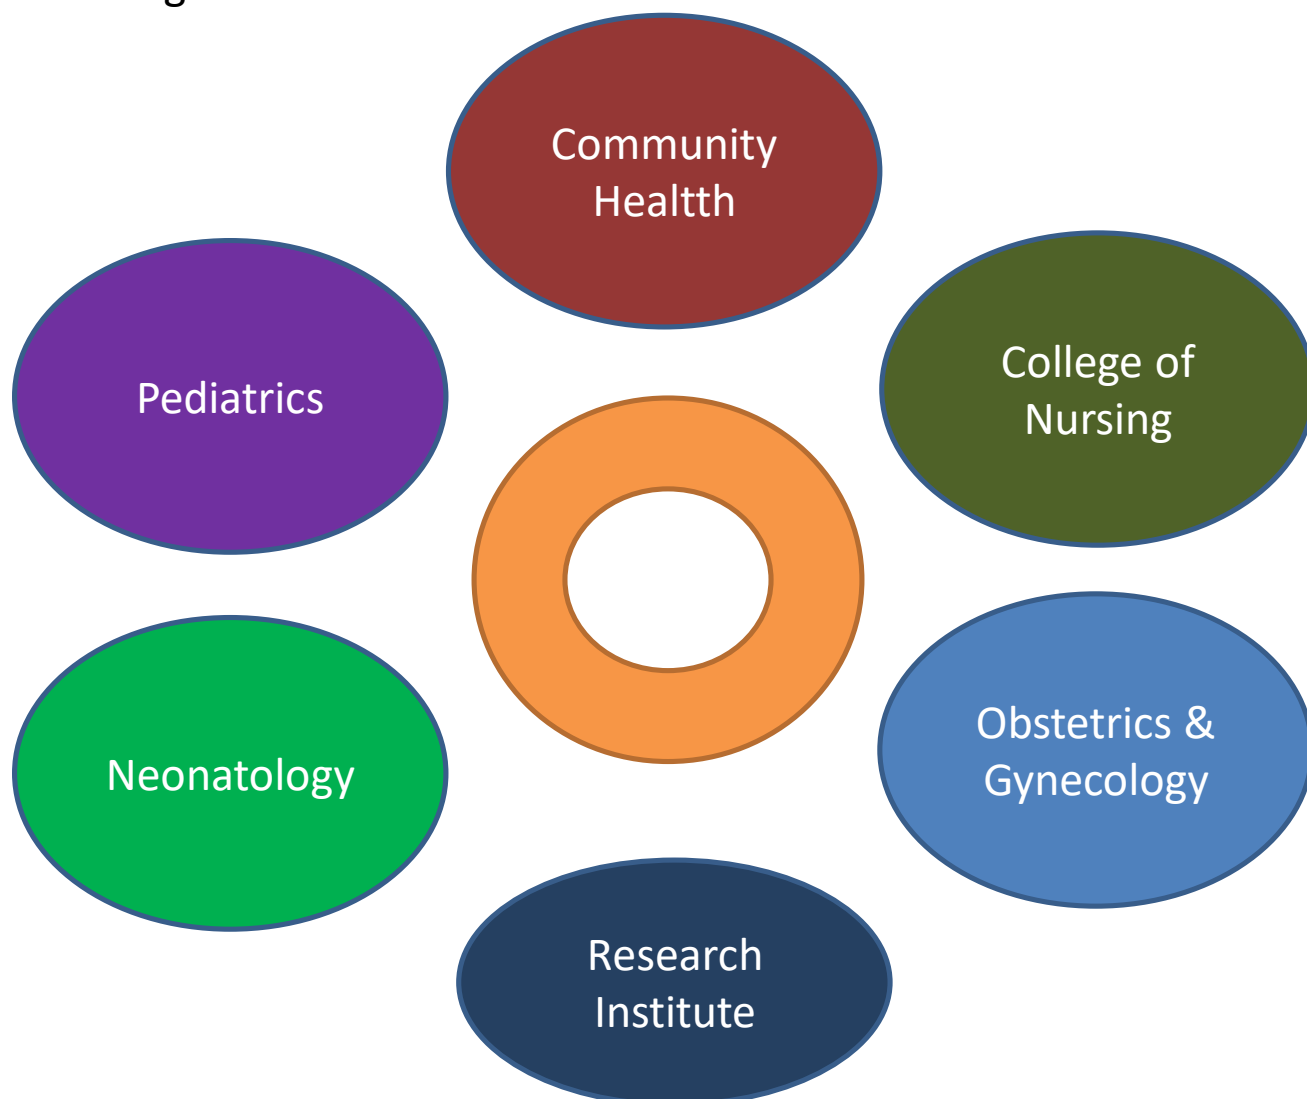 Community
Healtth
College of
Nursing
Pediatrics
Obstetrics &
Gynecology
Neonatology
Research
Institute